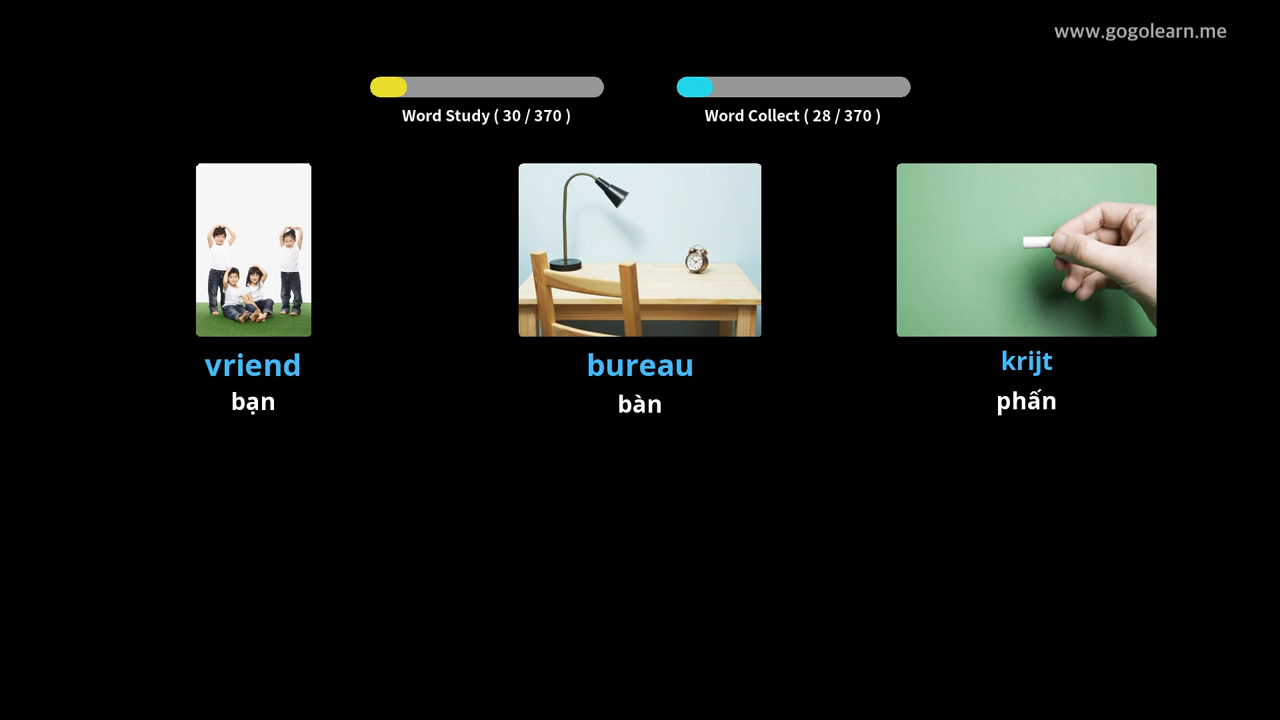 www.gogolearn.me
Word Study ( 30 / 370 )
Word Collect ( 28 / 370 )
vriend
bạn
bureau
bàn
krijt
phấn